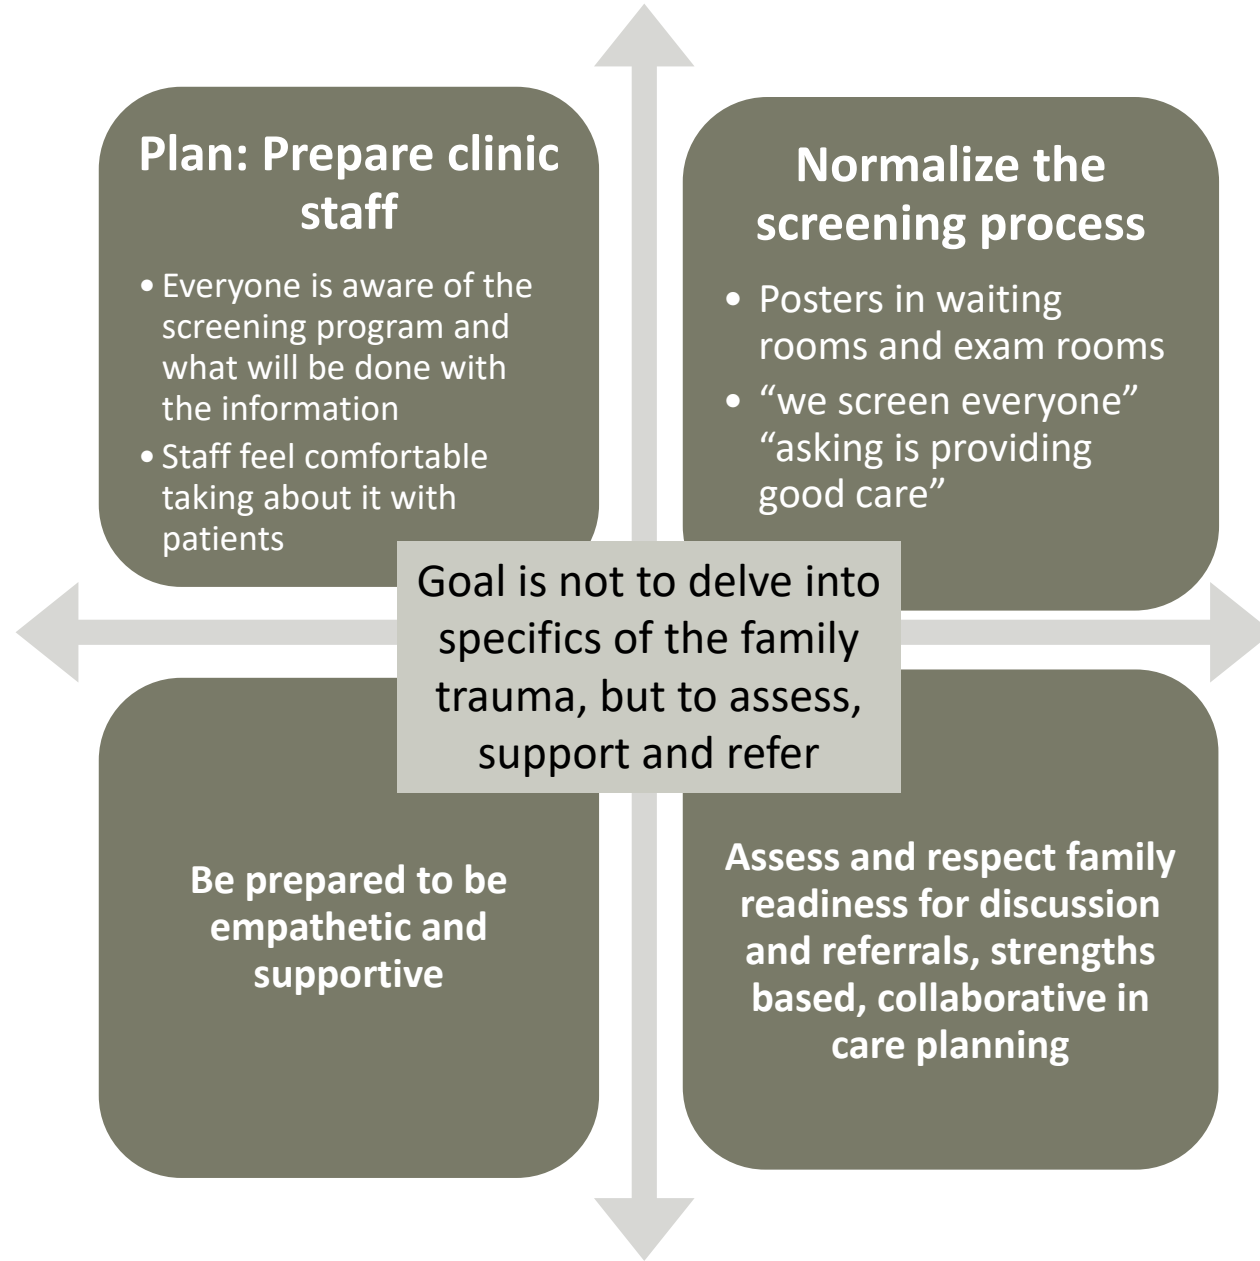 Plan: Prepare clinic
staff
• Everyone is aware of the
screening program and
what will be done with
the information
• Staff feel comfortable
taking about it with
patients
Normalize the
screening process
• Posters in waiting
rooms and exam rooms
• “we screen everyone”
“asking is providing
good care”
Goal is not to delve into
specifics of the family
trauma, but to assess,
support and refer
Be prepared to be
empathetic and
supportive
Assess and respect family
readiness for discussion
and referrals, strengths
based, collaborative in
care planning